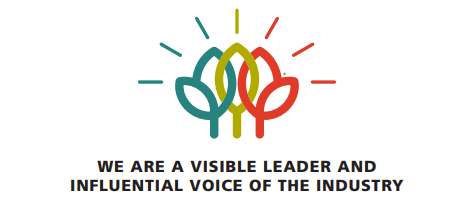 WE ARE A VISIBLE LEADER AND
INFLUENTIAL VOICE OF THE INDUSTRY